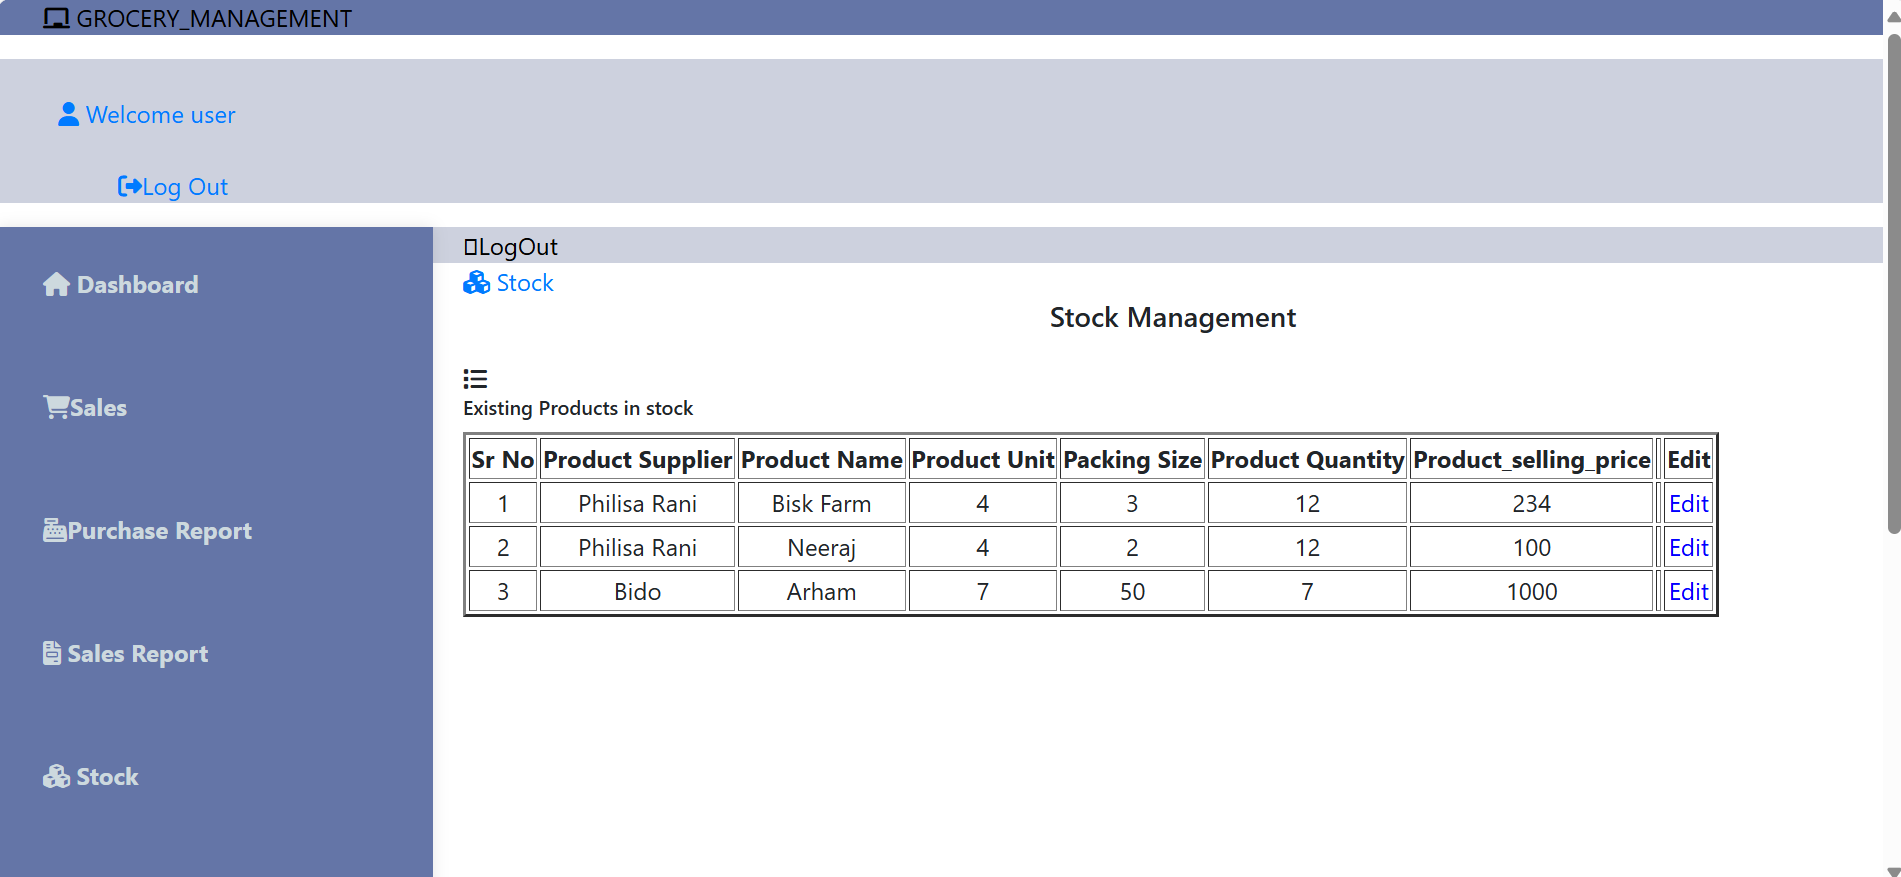 GROCERY_MANAGEMENT
Welcome user
Log Out
LogOut
Dashboard
Sales
Purchase Report
Sales Report
Stock
Stock
Stock Management
Existing Products in stock
Sr No Product Supplier Product Name Product Unit Packing Size Product Quantity Product_selling_price Edit
1 Philisa Rani Bisk Farm 4 3 12 234 Edit
2 Philisa Rani Neeraj 4 2 12 100 Edit
3 Bido Arham 7 50 7 1000 Edit